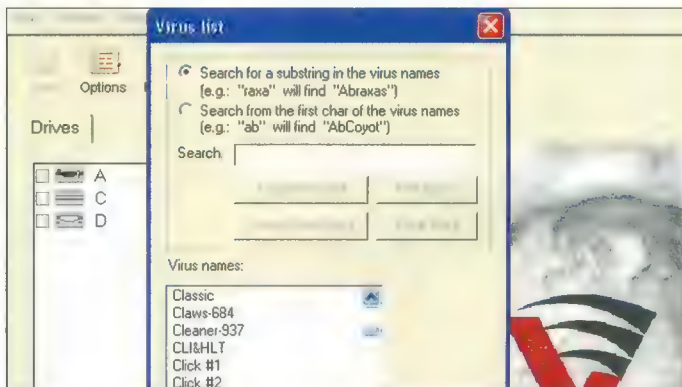 Virus list
Options
Drives
Search for a substring in the virus names
(e.g.: "raxa" will find "Abraxas")
Search from the first char of the virus names
(e.g.: "ab" will find "AbCoyot")
Search:
A
C
D
Virus names:
Classic
Claws-684
Cleaner-937
CLI&HLT
Click #1
Click #2